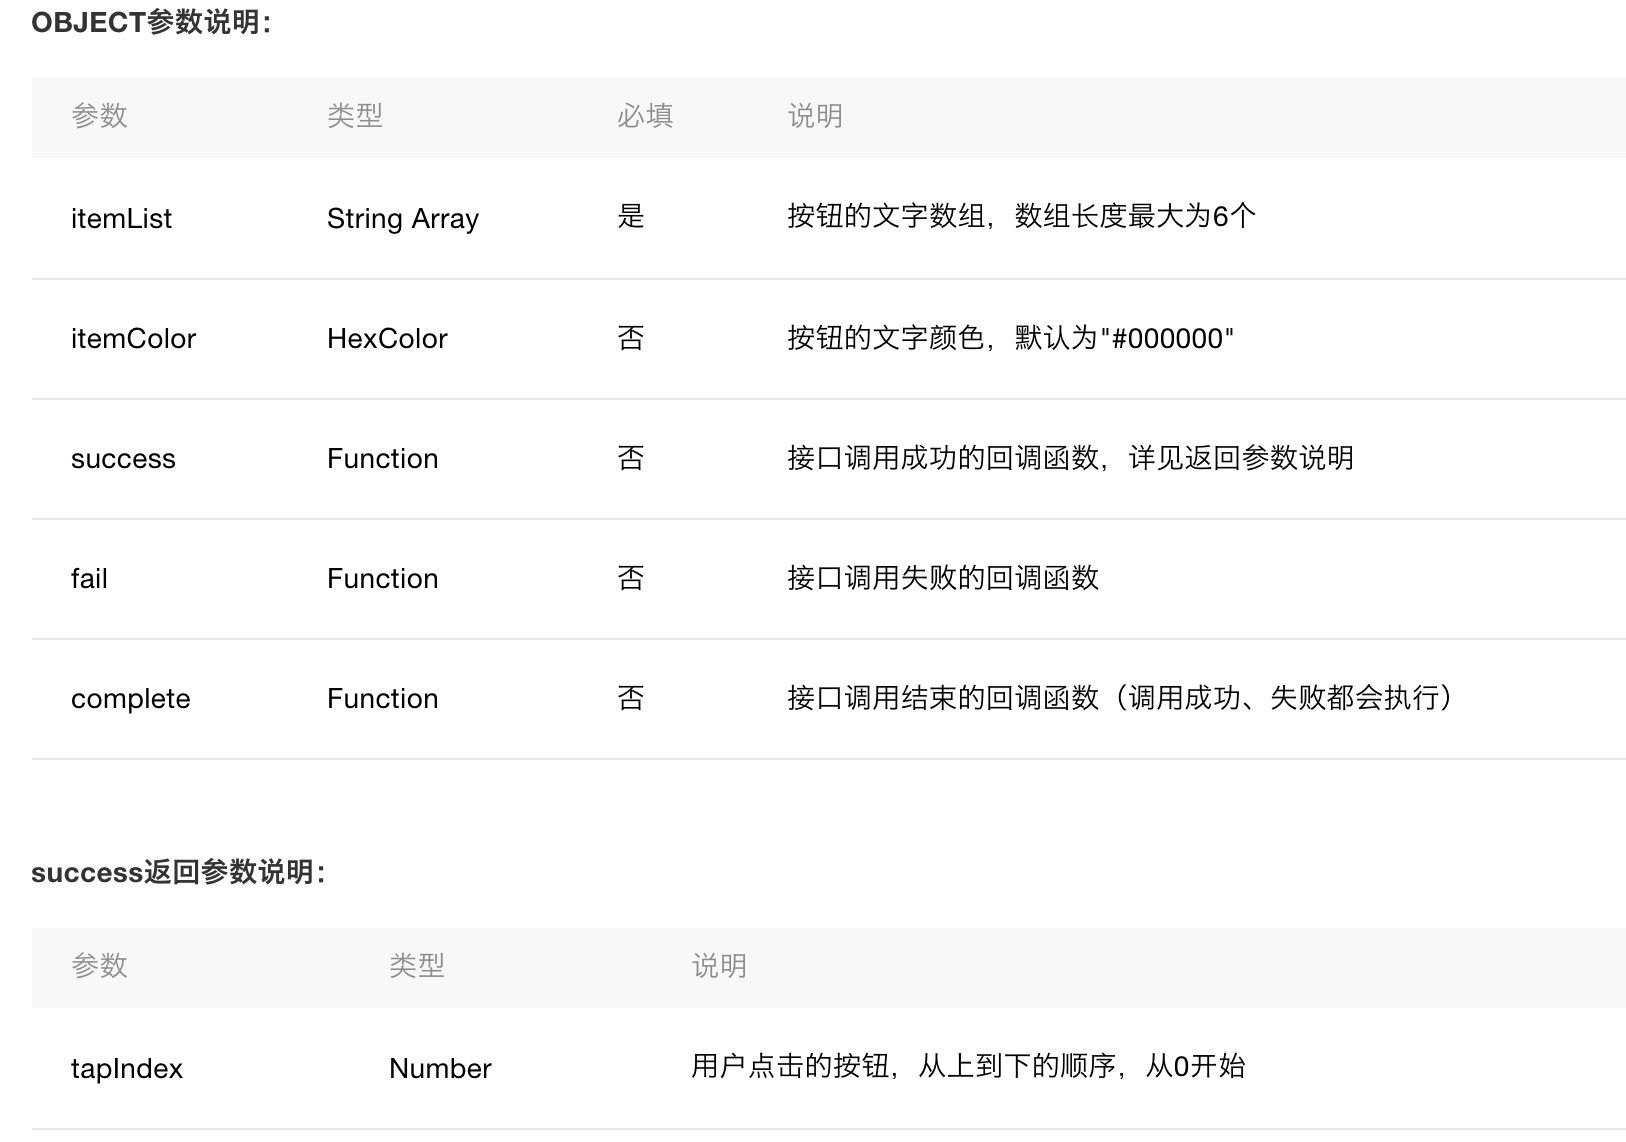 OBJECT参数说明：
参数 类型 必填 说明
itemList String Array 是 按钮的文字数组，数组长度最大为6个
itemColor HexColor 否 按钮的文字颜色，默认为"#000000"
success Function 否 接口调用成功的回调函数，详见返回参数说明
fail Function 否 接口调用失败的回调函数
complete Function 否 接口调用结束的回调函数（调用成功、失败都会执行）
success返回参数说明：
参数 类型 说明
tapIndex Number 用户点击的按钮，从上到下的顺序，从0开始